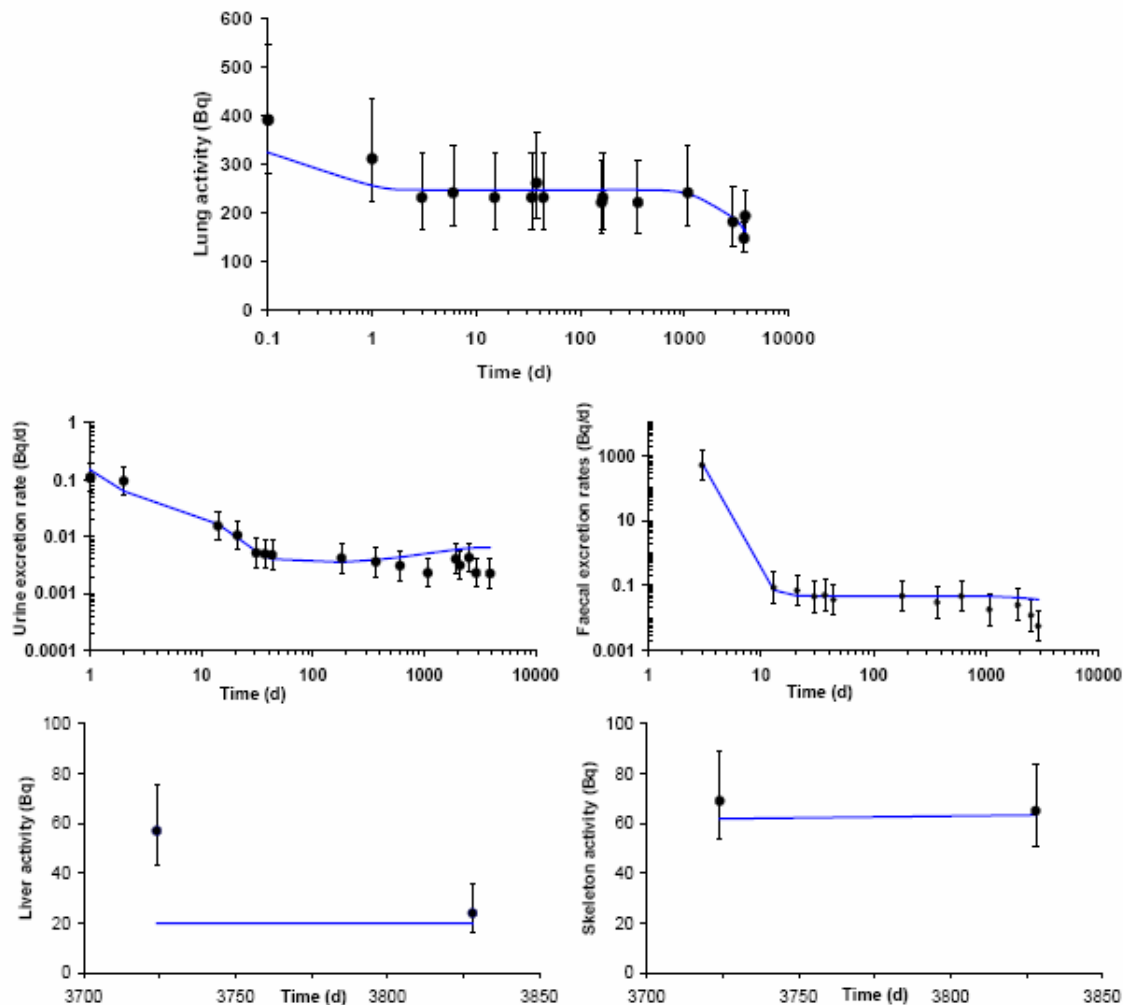 600
500
400
300
200
100
0
Lung activity (Bq)
0.1 1 10 100 1000 10000
Time (d)
1
0.1
0.01
0.001
0.0001
Urine excretion rate (Bq/d)
1 10 100 1000 10000
Time (d)
1000
10
0.1
0.001
Faecal excretion rates (Bq/d)
1 10 100 1000 10000
Time (d)
100
80
60
40
20
0
Liver activity (Bq)
3700 3750 Time (d) 3800 3850
100
80
60
40
20
0
Skeleton activity (Bq)
3700 3750 Time (d) 3800 3850